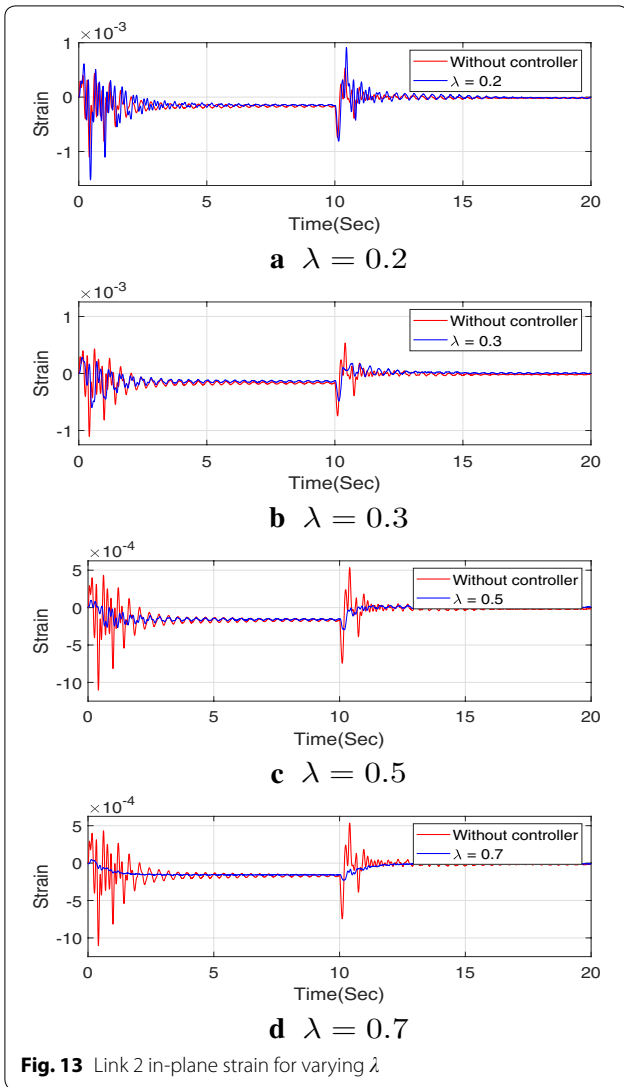 ×10⁻³
1
0
-1
Strain
Without controller
λ = 0.2
0 5 10 15 20
Time(Sec)
a λ = 0.2
×10⁻³
1
0
-1
Strain
Without controller
λ = 0.3
0 5 10 15 20
Time(Sec)
b λ = 0.3
×10⁻⁴
5
0
-5
-10
Strain
Without controller
λ = 0.5
0 5 10 15 20
Time(Sec)
c λ = 0.5
×10⁻⁴
5
0
-5
-10
Strain
Without controller
λ = 0.7
0 5 10 15 20
Time(Sec)
d λ = 0.7
Fig. 13 Link 2 in-plane strain for varying λ